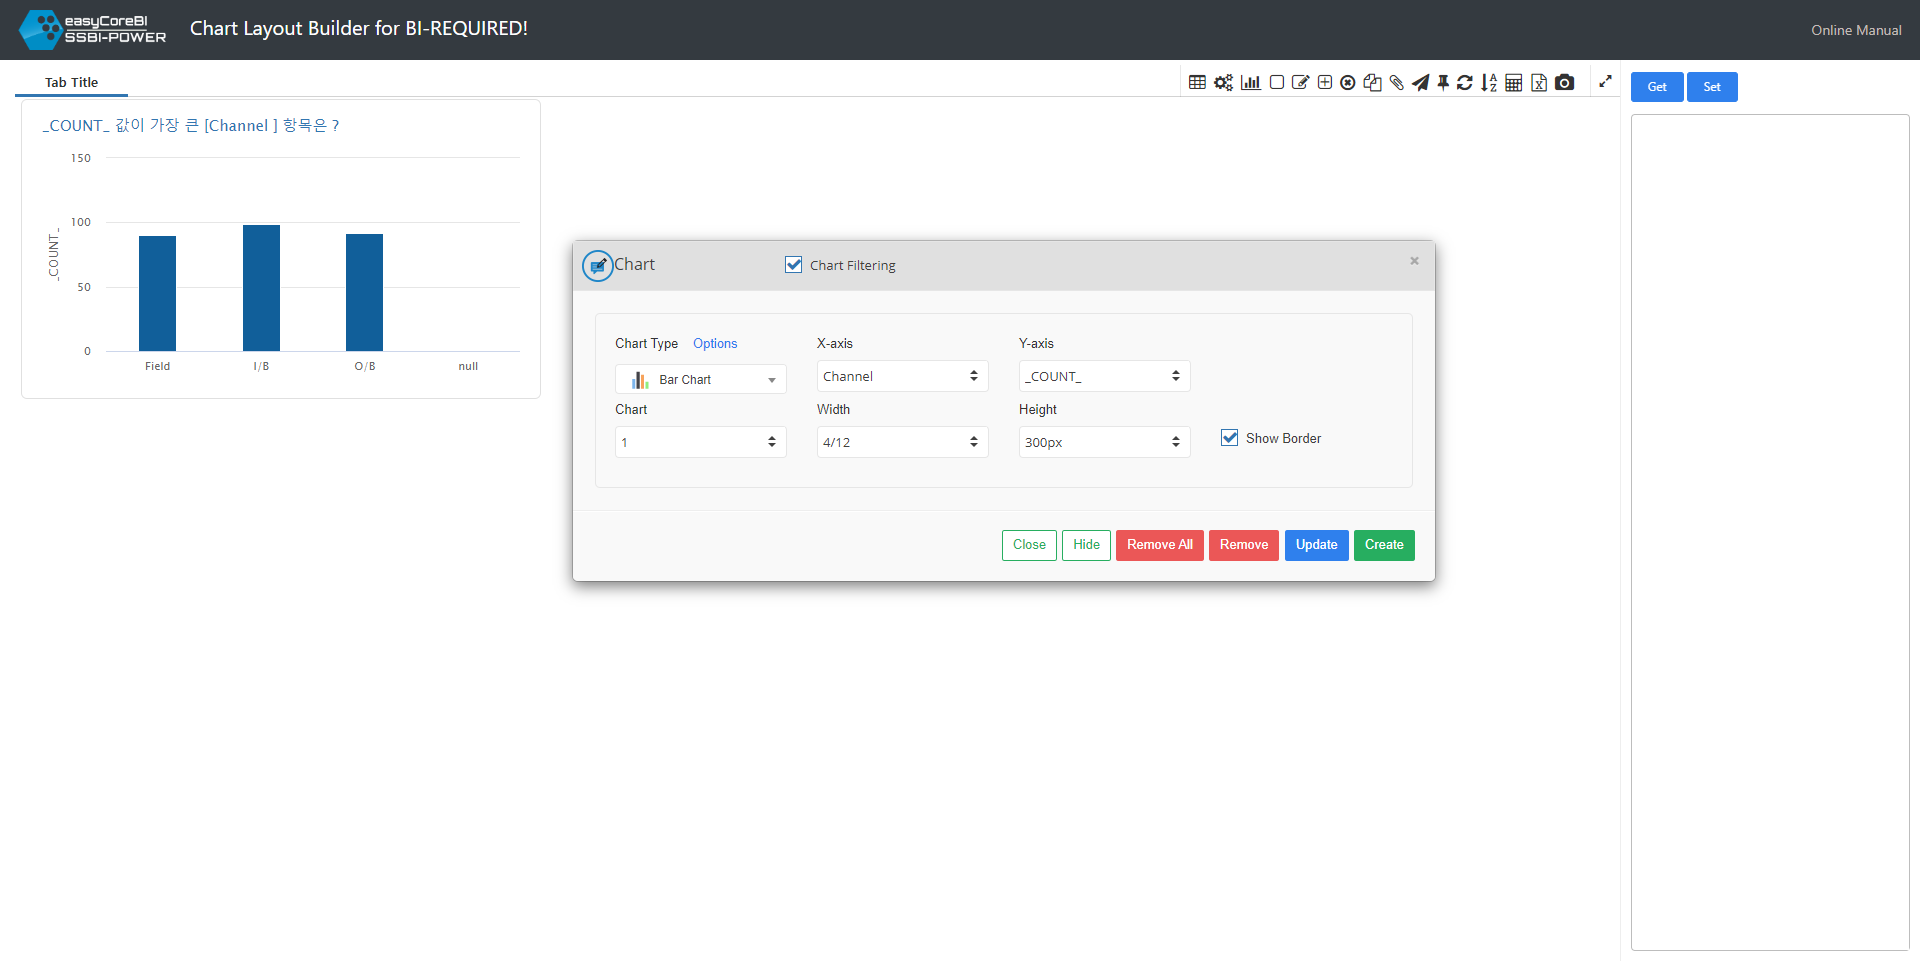 easyCoreBI
SSBI-POWER
Chart Layout Builder for BI-REQUIRED!
Online Manual
Tab Title
Get
Set
_COUNT_ 값이 가장 큰 [Channel ] 항목은 ?
150
100
50
0
_COUNT_
Field
I/B
O/B
null
Chart
Chart Filtering
×
Chart Type
Options
X-axis
Y-axis
Bar Chart
Channel
_COUNT_
Chart
Width
Height
1
4/12
300px
Show Border
Close
Hide
Remove All
Remove
Update
Create